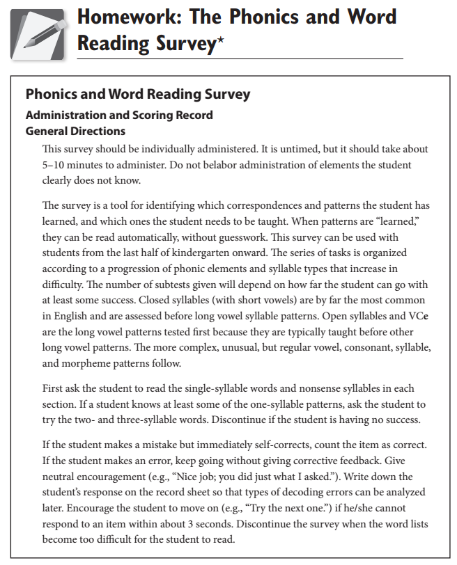 Homework: The Phonics and Word
Reading Survey*
Phonics and Word Reading Survey
Administration and Scoring Record
General Directions
This survey should be individually administered. It is untimed, but it should take about
5–10 minutes to administer. Do not belabor administration of elements the student
clearly does not know.
The survey is a tool for identifying which correspondences and patterns the student has
learned, and which ones the student needs to be taught. When patterns are “learned,”
they can be read automatically, without guesswork. This survey can be used with
students from the last half of kindergarten onward. The series of tasks is organized
according to a progression of phonic elements and syllable types that increase in
difficulty. The number of subtests given will depend on how far the student can go with
at least some success. Closed syllables (with short vowels) are by far the most common
in English and are assessed before long vowel syllable patterns. Open syllables and VCe
are the long vowel patterns tested first because they are typically taught before other
long vowel patterns. The more complex, unusual, but regular vowel, consonant, syllable,
and morpheme patterns follow.
First ask the student to read the single-syllable words and nonsense syllables in each
section. If a student knows at least some of the one-syllable patterns, ask the student to
try the two- and three-syllable words. Discontinue if the student is having no success.
If the student makes a mistake but immediately self-corrects, count the item as correct.
If the student makes an error, keep going without giving corrective feedback. Give
neutral encouragement (e.g., “Nice job; you did just what I asked.”). Write down the
student’s response on the record sheet so that types of decoding errors can be analyzed
later. Encourage the student to move on (e.g., “Try the next one.”) if he/she cannot
respond to an item within about 3 seconds. Discontinue the survey when the word lists
become too difficult for the student to read.